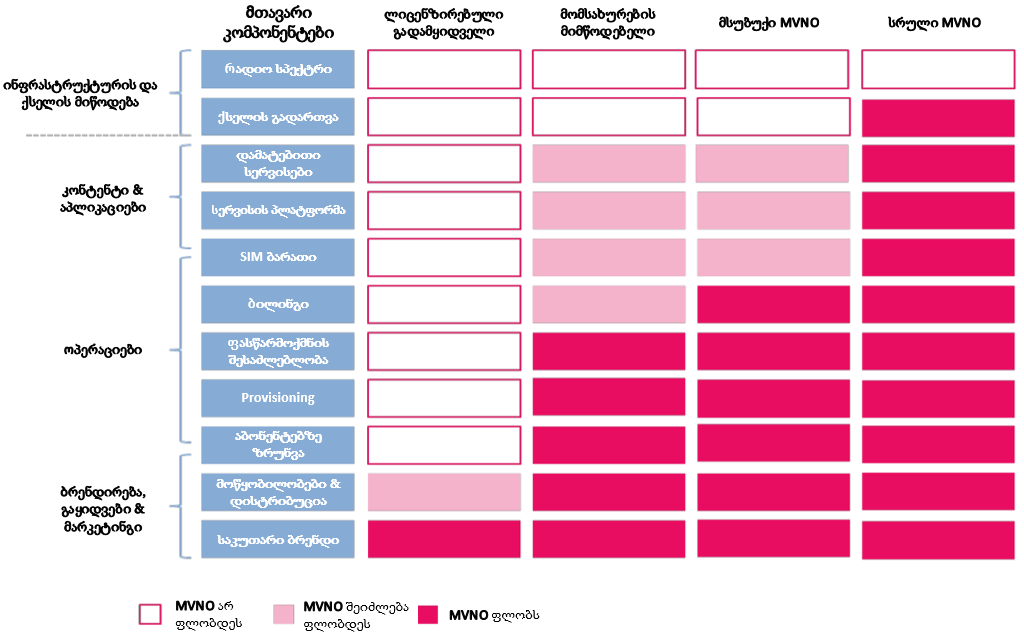 მთავარი
კომპონენტები
ლიცენზირებული
გადამყიდველი
მომსახურების
მიმწოდებელი
მსუბუქი MVNO
სრული MVNO
ინფრასტრუქტურის და
ქსელის მიწოდება
რადიო სპექტრი
ქსელის გადართვა
კონტენტი &
აპლიკაციები
დამატებითი
სერვისები
სერვისის პლატფორმა
ოპერაციები
SIM ბარათი
ბილინგი
ფასწარმოქმნის
შესაძლებლობა
Provisioning
აბონენტებზე
ზრუნვა
ბრენდირება,
გაყიდვები &
მარკეტინგი
მოწყობილობები &
დისტრიბუცია
საკუთარი ბრენდი
MVNO არ
ფლობდეს
MVNO შეიძლება
ფლობდეს
MVNO ფლობს